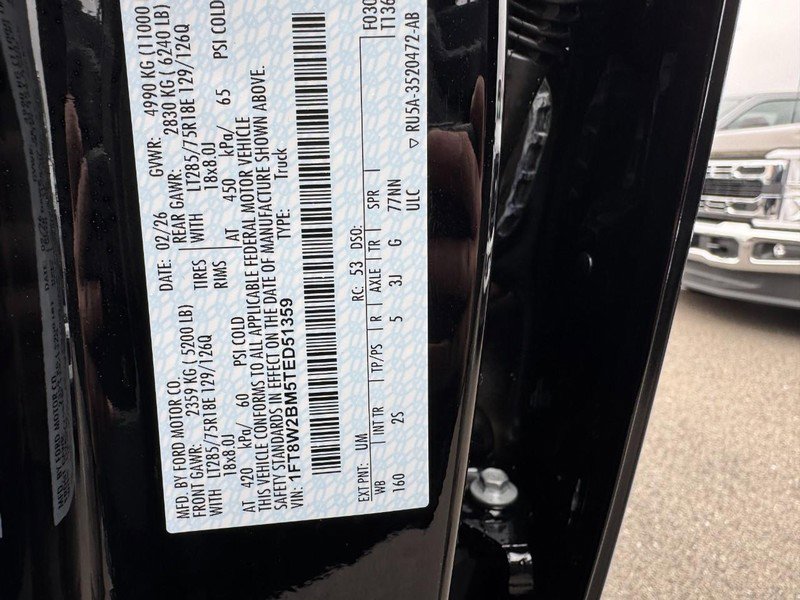 MFD. BY FORD MOTOR CO.
DATE: 02/26 GVWR: 4990 KG (11000
FRONT GAWR: 2359 KG ( 5200 LB) REAR GAWR: 2830 KG ( 6240 LB)
WITH LT285/75R18E 129/126Q TIRES WITH LT285/75R18E 129/126Q
18x8.0J RIMS 18x8.0J
AT 420 kPa/ 60 PSI COLD AT 450 kPa/ 65 PSI COLD
THIS VEHICLE CONFORMS TO ALL APPLICABLE FEDERAL MOTOR VEHICLE
SAFETY STANDARDS IN EFFECT ON THE DATE OF MANUFACTURE SHOWN ABOVE.
VIN: 1FT8W2BM5TED51359 TYPE: Truck
F030
T136
EXT PNT: UM RC: 53 DSO:
WB INT TR TP/PS R AXLE TR SPR
160 2S 5 3J G 77NN
ULC
▽ RU5A-3520472-AB